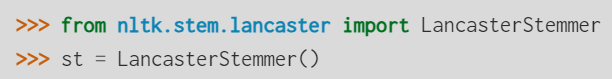 >>> from nltk.stem.lancaster import LancasterStemmer
>>> st = LancasterStemmer()